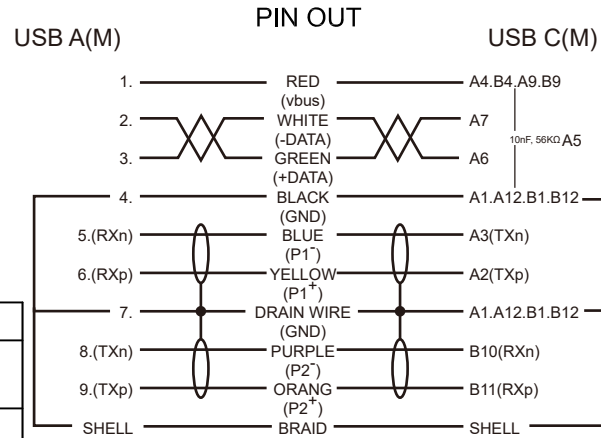 PIN OUT
USB A(M) USB C(M)
1. RED A4.B4.A9.B9
(vbus)
2. WHITE A7
(-DATA) 10nF, 56KΩ A5
3. GREEN A6
(+DATA)
4. BLACK A1.A12.B1.B12
(GND)
5.(RXn) BLUE A3(TXn)
(P1-)
6.(RXp) YELLOW A2(TXp)
(P1+)
7. DRAIN WIRE A1.A12.B1.B12
(GND)
8.(TXn) PURPLE B10(RXn)
(P2-)
9.(TXp) ORANG B11(RXp)
(P2+)
SHELL BRAID SHELL